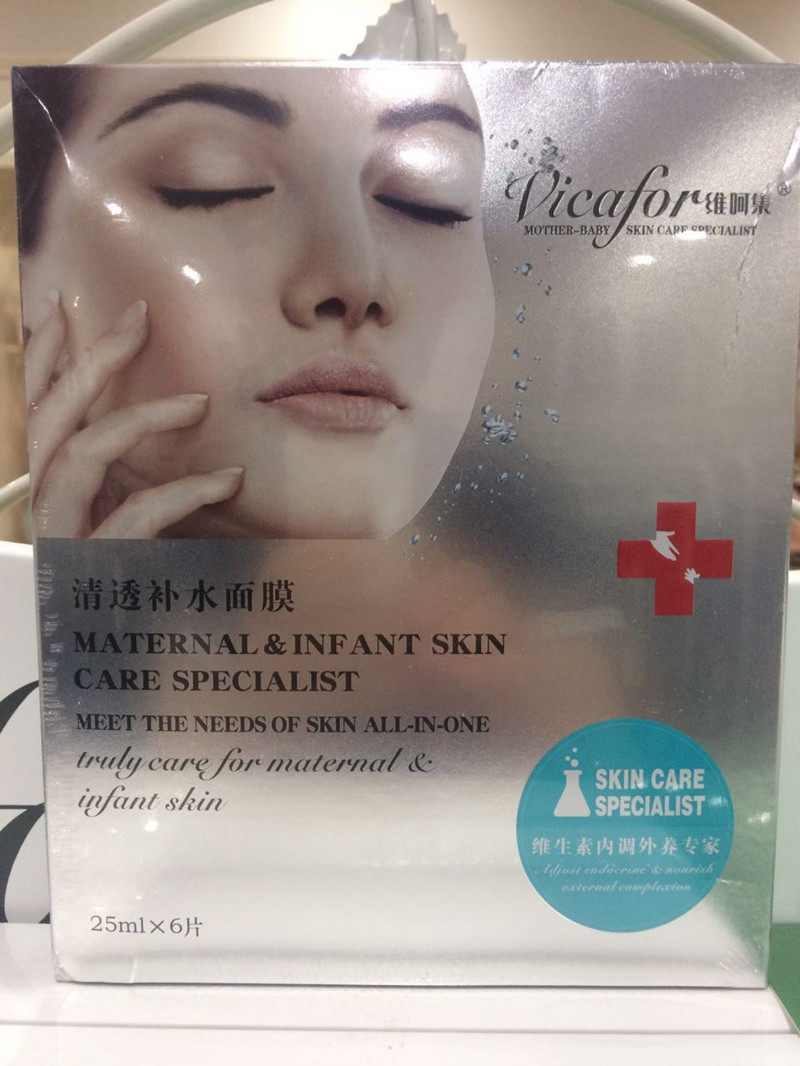 Vicafor维呵集®
MOTHER-BABY SKIN CARE SPECIALIST
清透补水面膜
MATERNAL & INFANT SKIN
CARE SPECIALIST
MEET THE NEEDS OF SKIN ALL-IN-ONE
truly care for maternal &
infant skin
SKIN CARE
SPECIALIST
维生素内调外养专家
Adjust endocrine & nourish
external complexion
25ml×6片